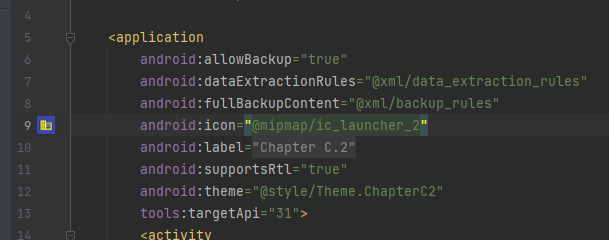 4
5 <application
6 android:allowBackup="true"
7 android:dataExtractionRules="@xml/data_extraction_rules"
8 android:fullBackupContent="@xml/backup_rules"
9 android:icon="@mipmap/ic_launcher_2"
10 android:label="Chapter C.2"
11 android:supportsRtl="true"
12 android:theme="@style/Theme.ChapterC2"
13 tools:targetApi="31">
14 <activity